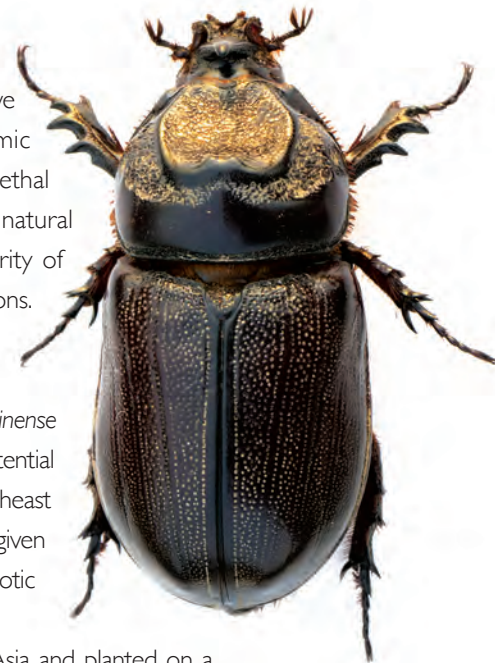 ve
mic
ethal
natural
rity of
ons.
inense
tential
heast
given
otic
Asia and planted on a